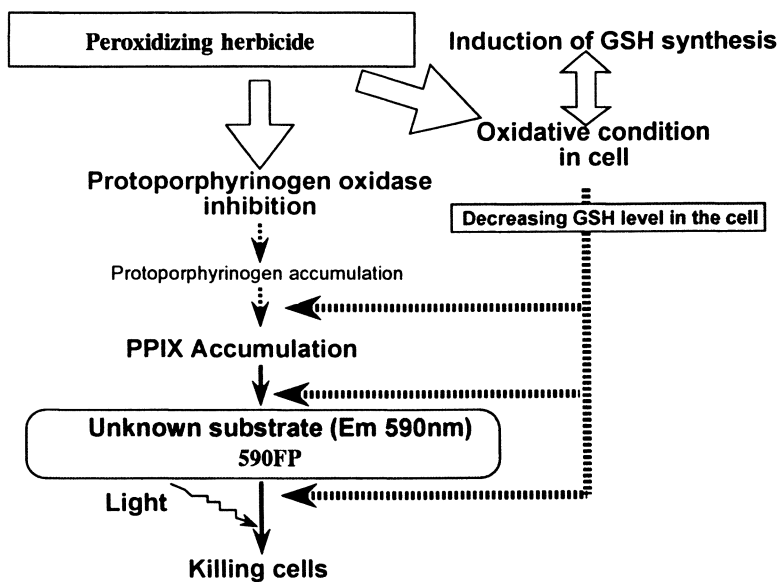 Peroxidizing herbicide
Induction of GSH synthesis
Oxidative condition
in cell
Protoporphyrinogen oxidase
inhibition
Decreasing GSH level in the cell
Protoporphyrinogen accumulation
PPIX Accumulation
Unknown substrate (Em 590nm)
590FP
Light
Killing cells